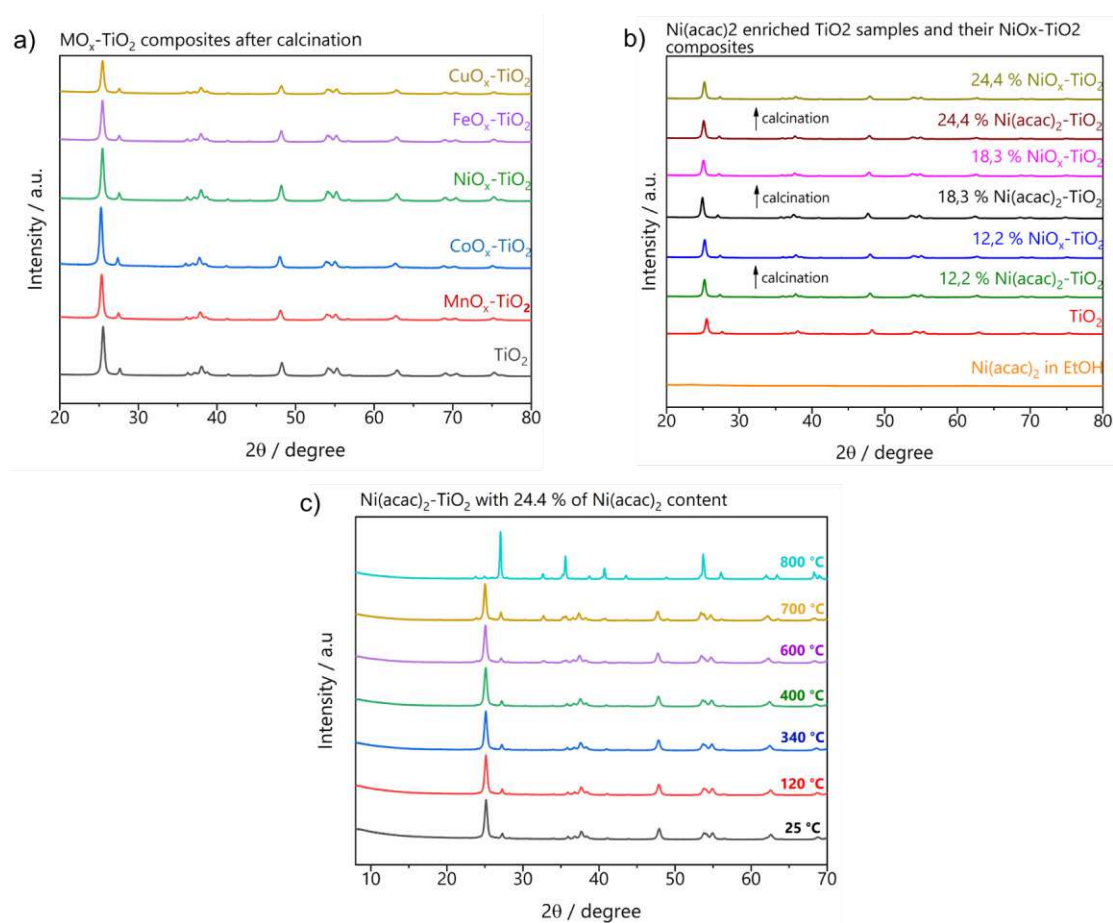 a)
MOₓ-TiO₂ composites after calcination
CuOₓ-TiO₂
FeOₓ-TiO₂
NiOₓ-TiO₂
CoOₓ-TiO₂
MnOₓ-TiO₂
TiO₂
Intensity / a.u.
20 30 40 50 60 70 80
2θ / degree
b)
Ni(acac)2 enriched TiO2 samples and their NiOx-TiO2
composites
24,4 % NiOₓ-TiO₂
calcination
24,4 % Ni(acac)₂-TiO₂
18,3 % NiOₓ-TiO₂
calcination
18,3 % Ni(acac)₂-TiO₂
12,2 % NiOₓ-TiO₂
calcination
12,2 % Ni(acac)₂-TiO₂
TiO₂
Ni(acac)₂ in EtOH
Intensity / a.u.
20 30 40 50 60 70 80
2θ / degree
c)
Ni(acac)₂-TiO₂ with 24.4 % of Ni(acac)₂ content
800 °C
700 °C
600 °C
400 °C
340 °C
120 °C
25 °C
Intensity / a.u
10 20 30 40 50 60 70
2θ / degree